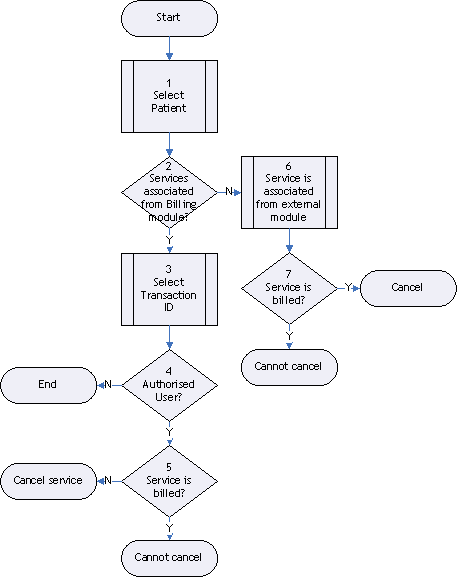 Start
1
Select
Patient
2
Services
associated
from Billing
module?
N
6
Service is
associated
from external
module
Y
3
Select
Transaction
ID
7
Service is
billed?
Y
Cancel
Y
Cannot cancel
4
Authorised
User?
N
End
Y
5
Service is
billed?
N
Cancel service
Y
Cannot cancel